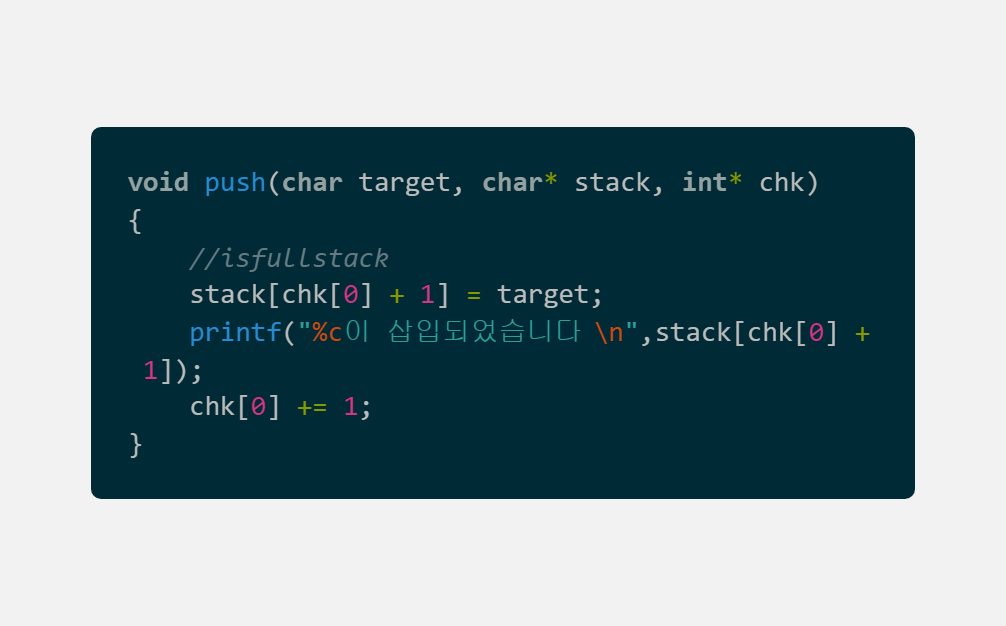 void push(char target, char* stack, int* chk)
{
    //isfullstack
    stack[chk[0] + 1] = target;
    printf("%c이 삽입되었습니다 \n",stack[chk[0] +
 1]);
    chk[0] += 1;
}